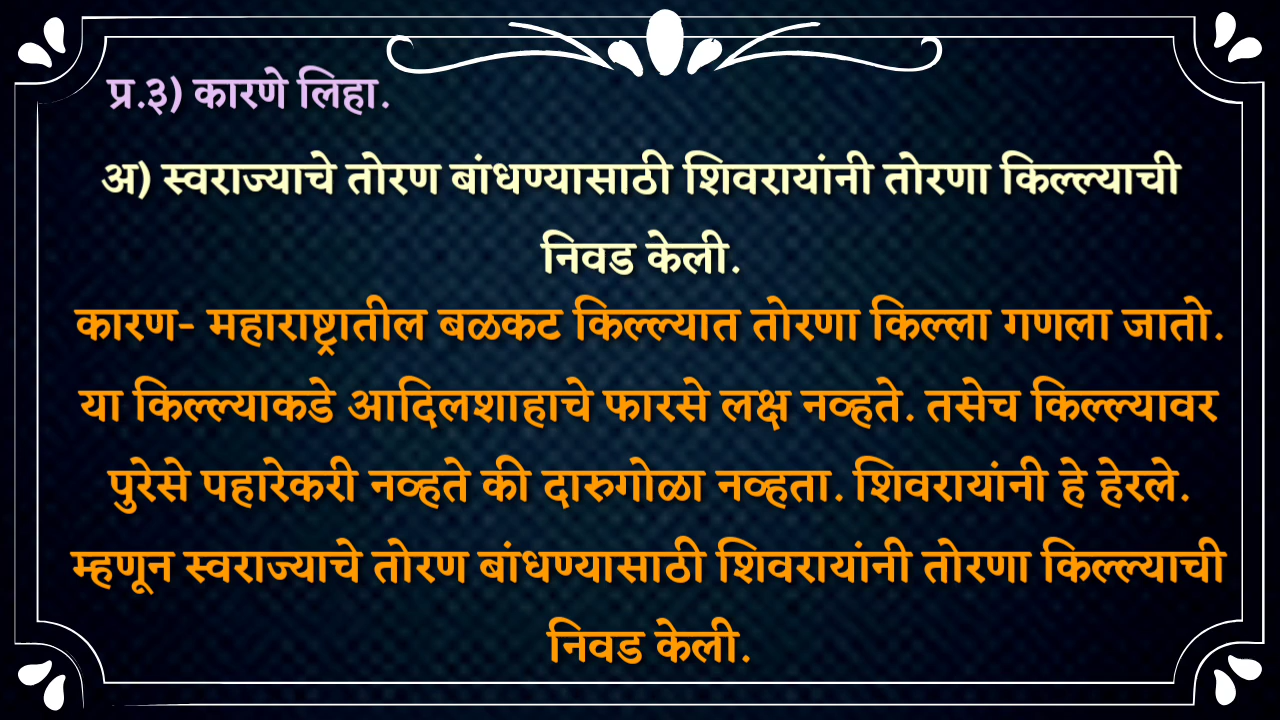 प्र.३) कारणे लिहा.
अ) स्वराज्याचे तोरण बांधण्यासाठी शिवरायांनी तोरणा किल्ल्याची
निवड केली.
कारण- महाराष्ट्रातील बळकट किल्ल्यात तोरणा किल्ला गणला जातो.
या किल्ल्याकडे आदिलशाहाचे फारसे लक्ष नव्हते. तसेच किल्ल्यावर
पुरेसे पहारेकरी नव्हते की दारुगोळा नव्हता. शिवरायांनी हे हेरले.
म्हणून स्वराज्याचे तोरण बांधण्यासाठी शिवरायांनी तोरणा किल्ल्याची
निवड केली.